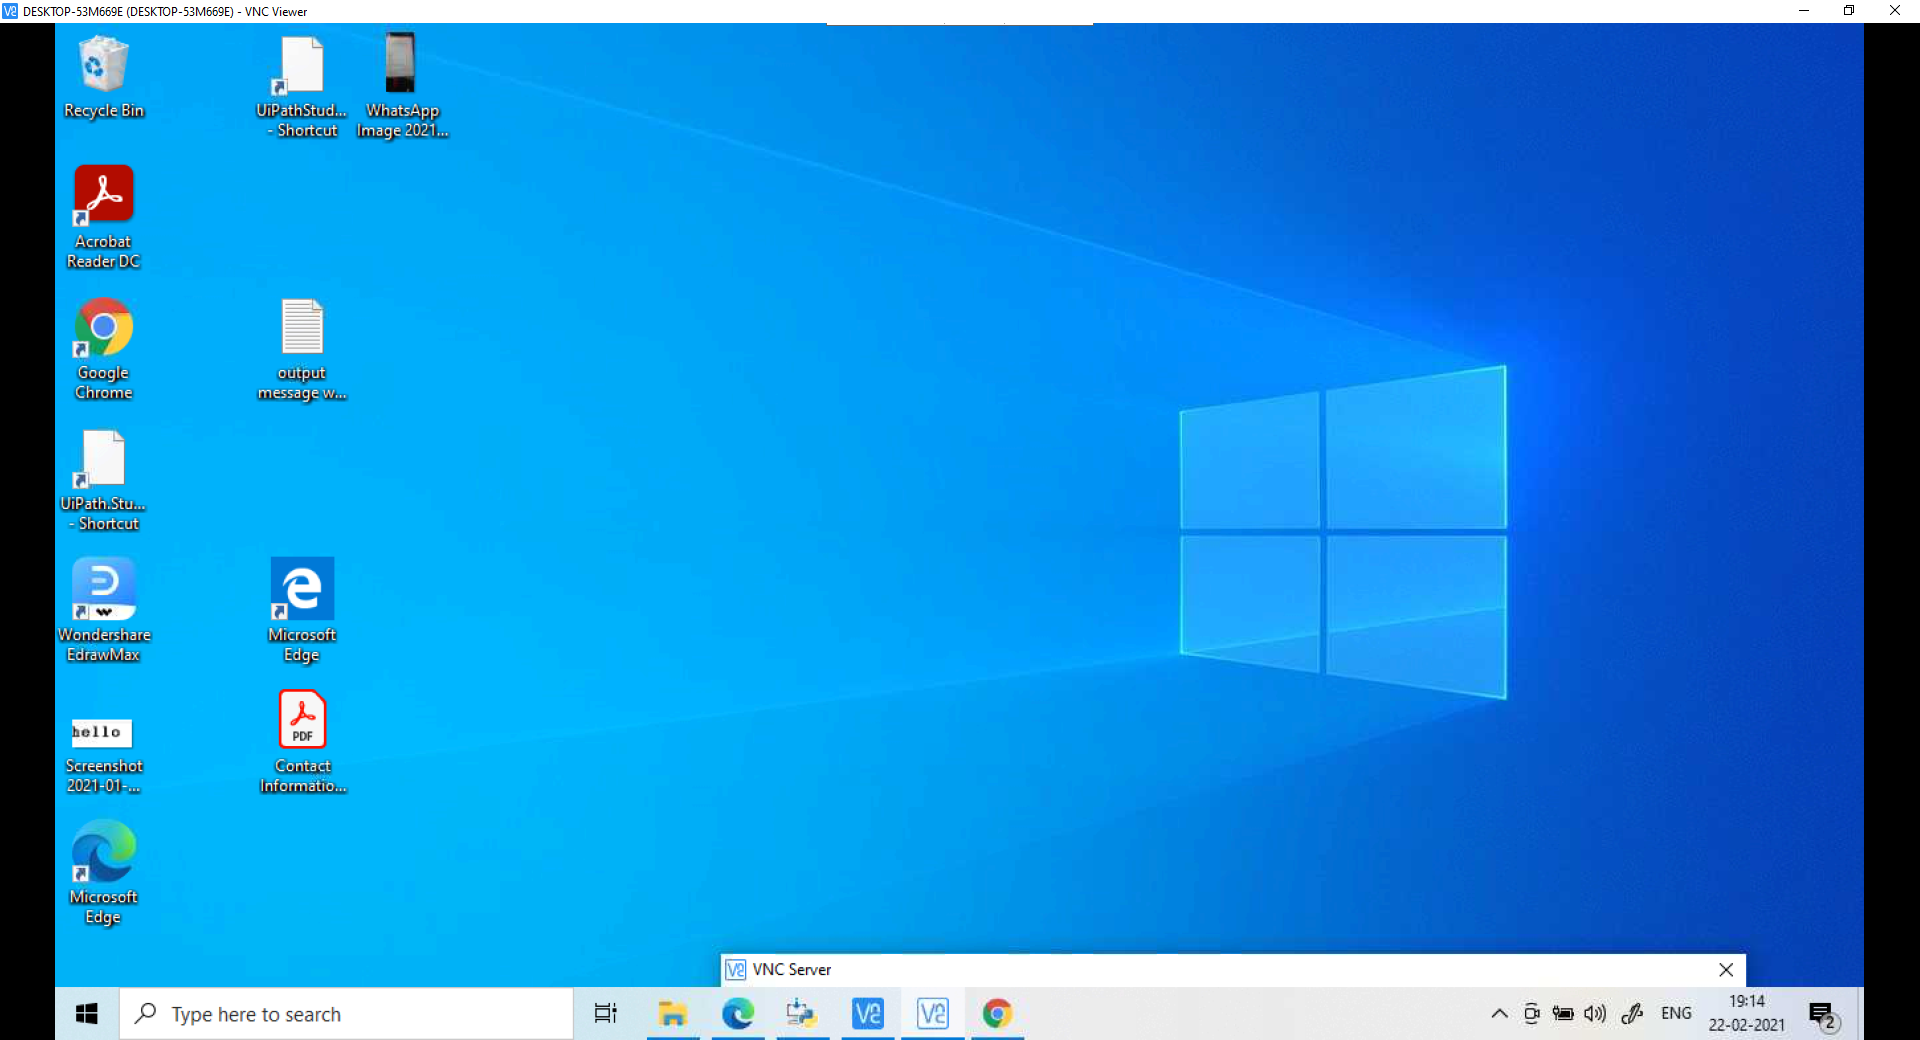 DESKTOP-53M669E (DESKTOP-53M669E) - VNC Viewer
Recycle Bin
UiPathStud...
- Shortcut
WhatsApp
Image 2021...
Acrobat
Reader DC
Google
Chrome
output
message w...
UiPath.Stu...
- Shortcut
Wondershare
EdrawMax
Microsoft
Edge
hello
Screenshot
2021-01-...
PDF
Contact
Informatio...
Microsoft
Edge
VNC Server
Type here to search
ENG
19:14
22-02-2021
2